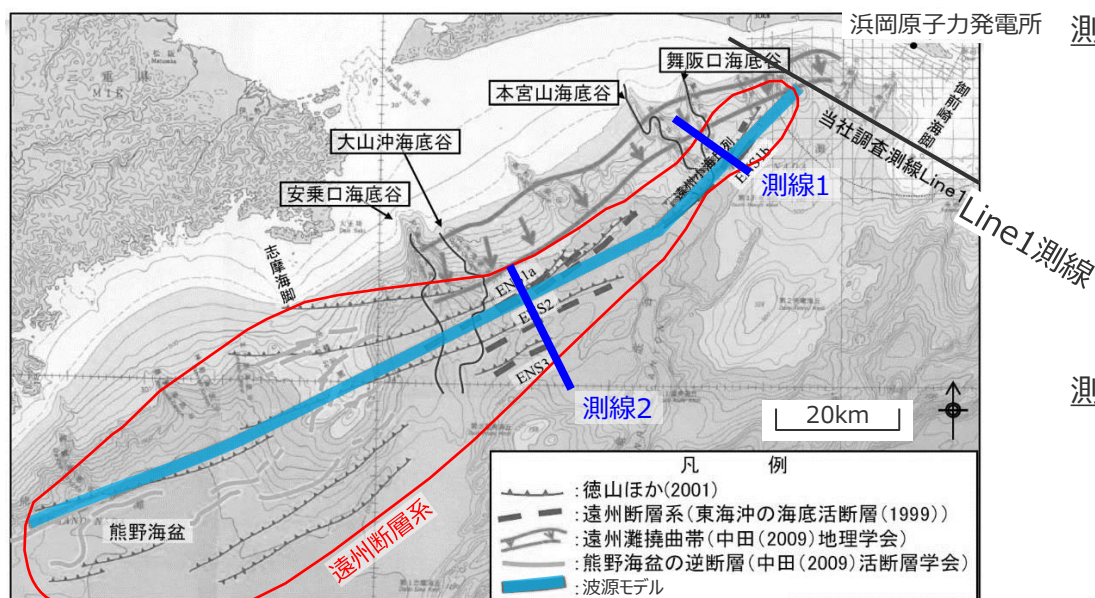 浜岡原子力発電所
測
舞阪口海底谷
本宮山海底谷
御前崎海脚
大山沖海底谷
当社調査測線Line1
ENS1b
測線1
安乗口海底谷
Line1測線
志摩海脚
ENS1a
ENS2
ENS3
測線2
測
20km
凡 例
:徳山ほか(2001)
:遠州断層系(東海沖の海底活断層(1999))
:遠州灘撓曲帯(中田(2009)地理学会)
:熊野海盆の逆断層(中田(2009)活断層学会)
:波源モデル
熊野海盆
遠州断層系